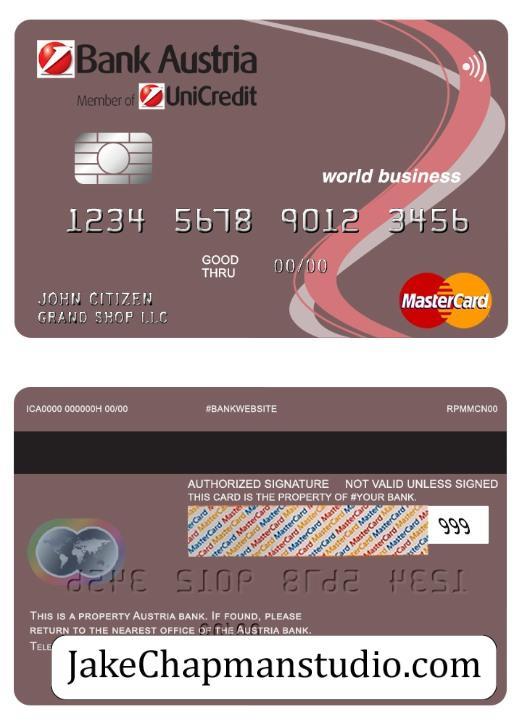 Bank Austria
Member of UniCredit
world business
1234 5678 9012 3456
GOOD
THRU 00/00
JOHN CITIZEN
GRAND SHOP LLC
MasterCard
ICA0000 000000H 00/00 #BANKWEBSITE RPMMCN00
AUTHORIZED SIGNATURE NOT VALID UNLESS SIGNED
THIS CARD IS THE PROPERTY OF #YOUR BANK.
MasterCard MasterCard MasterCard
999
THIS IS A PROPERTY AUSTRIA BANK. IF FOUND, PLEASE
RETURN TO THE NEAREST OFFICE OF THE AUSTRIA BANK.
JakeChapmanstudio.com